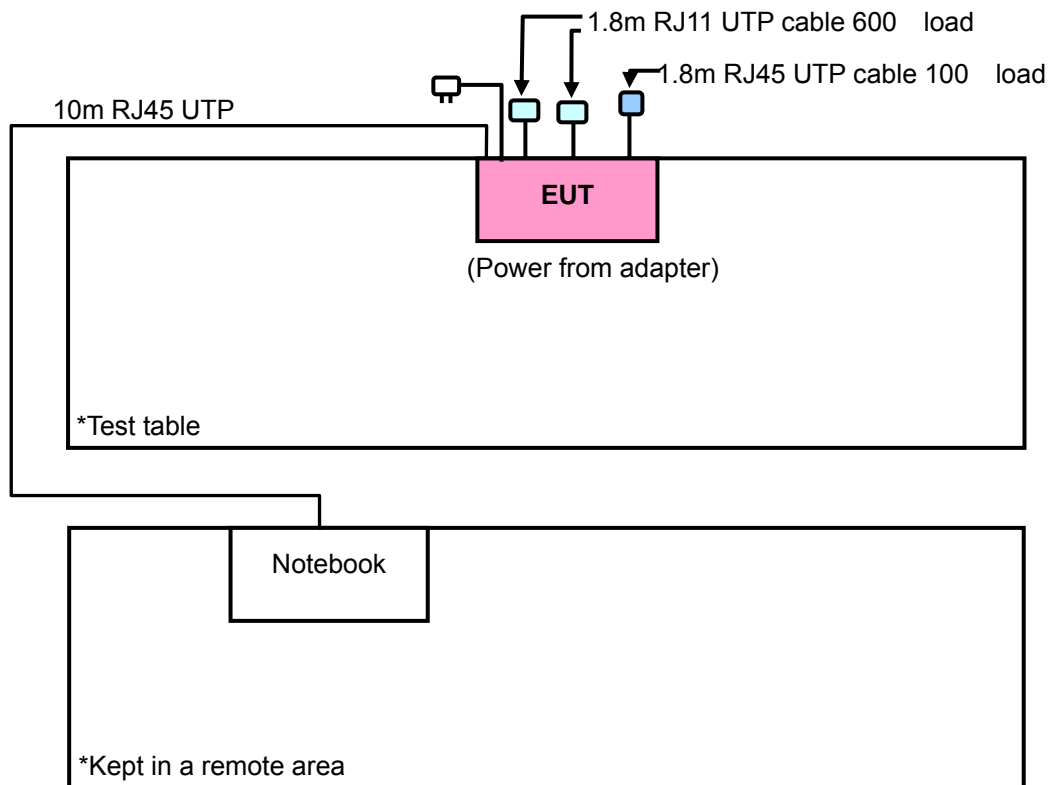 1.8m RJ11 UTP cable 600 load
1.8m RJ45 UTP cable 100 load
10m RJ45 UTP
EUT
(Power from adapter)
*Test table
Notebook
*Kept in a remote area